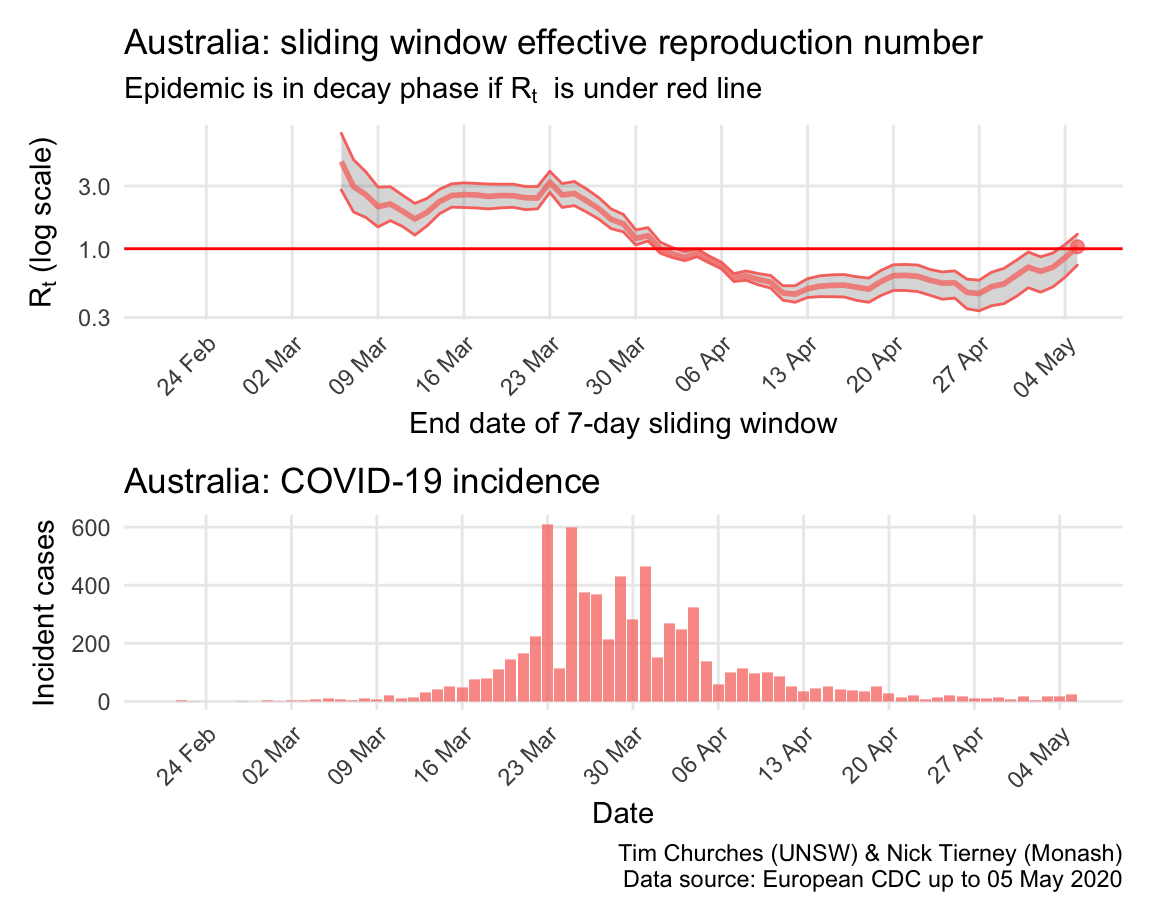 Australia: sliding window effective reproduction number
Epidemic is in decay phase if Rt is under red line
Rt (log scale)
3.0
1.0
0.3
24 Feb
02 Mar
09 Mar
16 Mar
23 Mar
30 Mar
06 Apr
13 Apr
20 Apr
27 Apr
04 May
End date of 7-day sliding window
Australia: COVID-19 incidence
Incident cases
600
400
200
0
24 Feb
02 Mar
09 Mar
16 Mar
23 Mar
30 Mar
06 Apr
13 Apr
20 Apr
27 Apr
04 May
Date
Tim Churches (UNSW) & Nick Tierney (Monash)
Data source: European CDC up to 05 May 2020